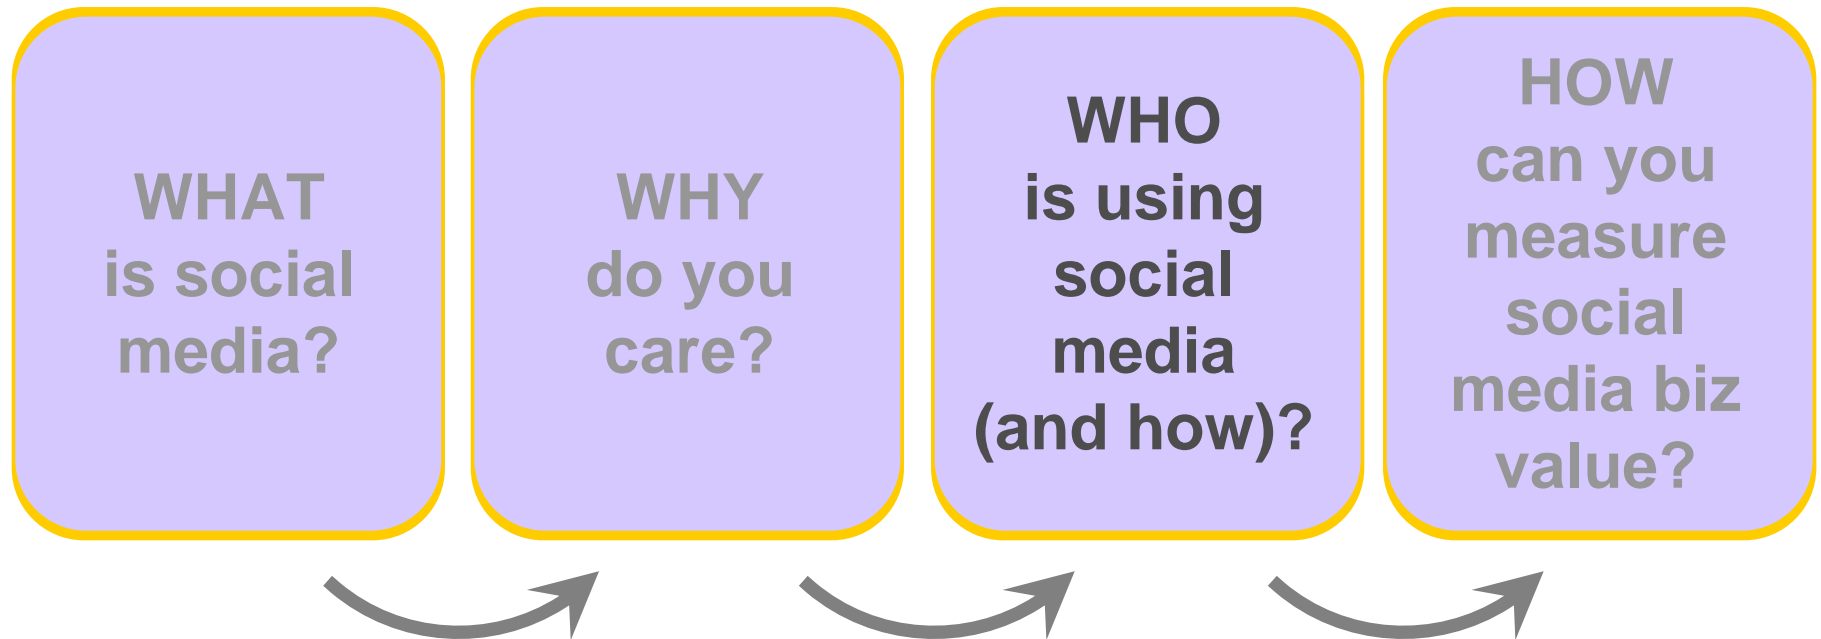 WHAT
is social
media?
WHY
do you
care?
WHO
is using
social
media
(and how)?
HOW
can you
measure
social
media biz
value?